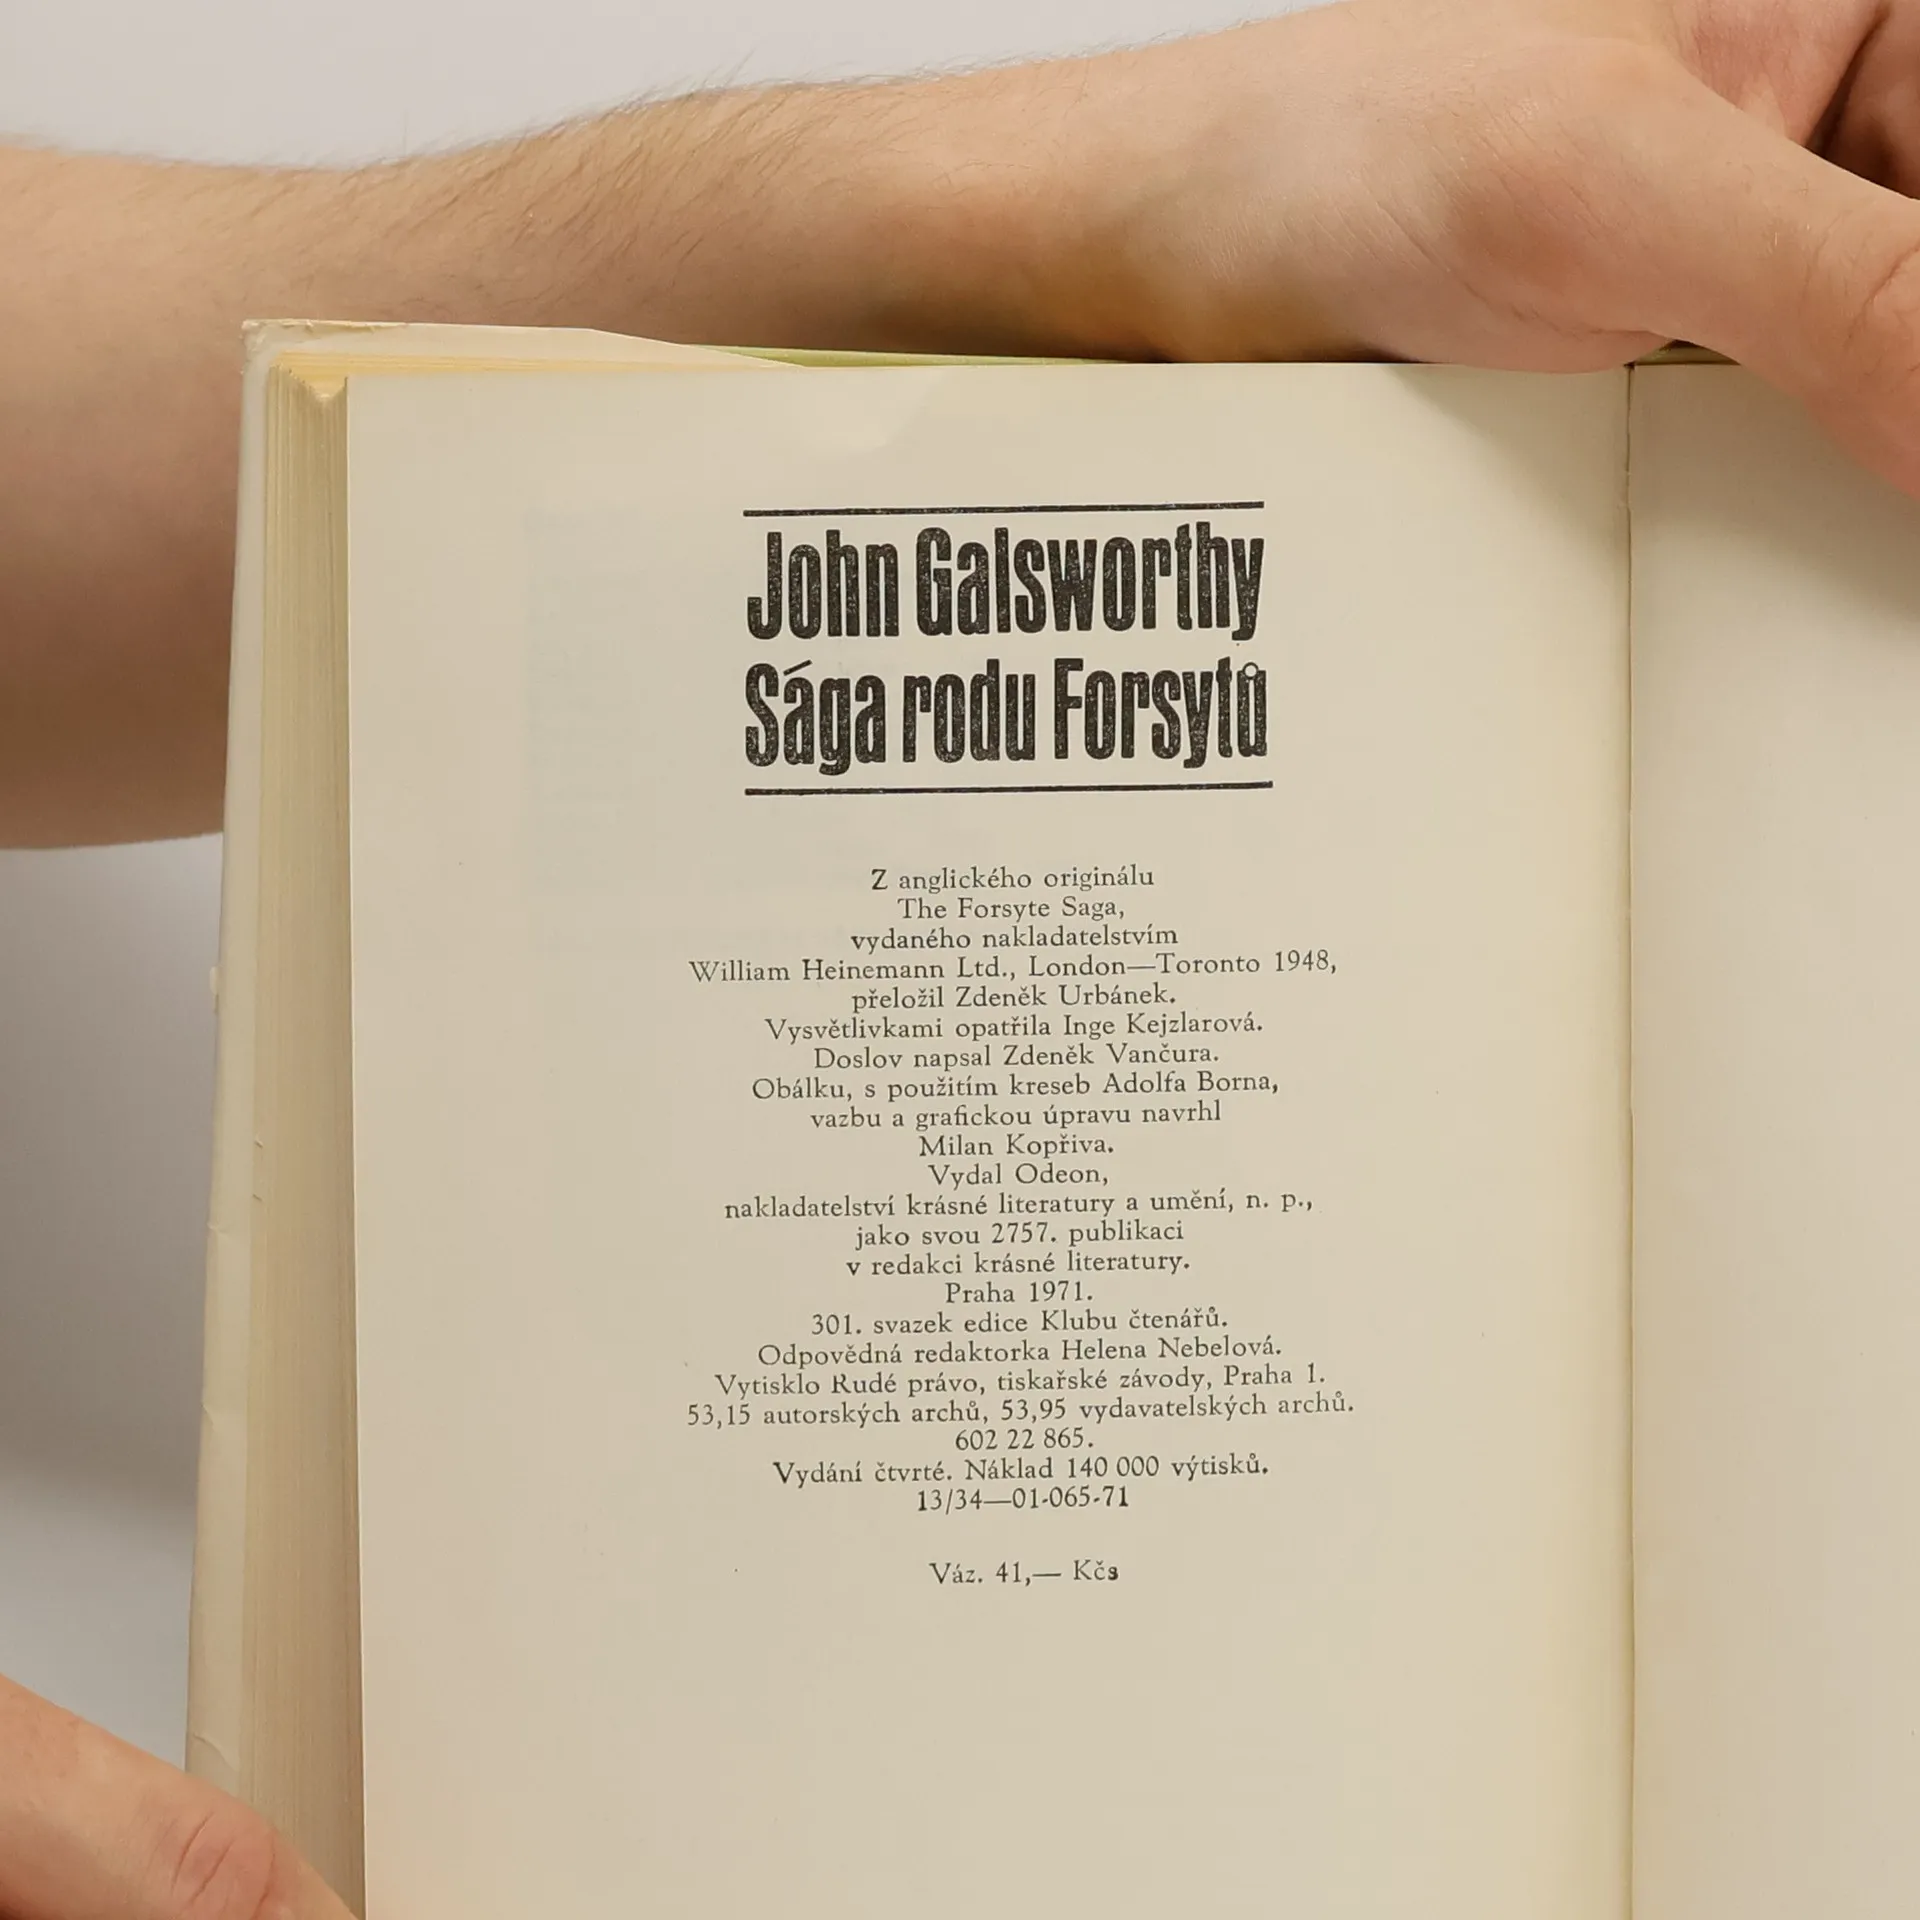 John Galsworthy
Sága rodu Forsytů
Z anglického originálu
The Forsyte Saga,
vydaného nakladatelstvím
William Heinemann Ltd., London—Toronto 1948,
přeložil Zdeněk Urbánek.
Vysvětlivkami opatřila Inge Kejzlarová.
Doslov napsal Zdeněk Vančura.
Obálku, s použitím kreseb Adolfa Borna,
vazbu a grafickou úpravu navrhl
Milan Kopřiva.
Vydal Odeon,
nakladatelství krásné literatury a umění, n. p.,
jako svou 2757. publikaci
v redakci krásné literatury.
Praha 1971.
301. svazek edice Klubu čtenářů.
Odpovědná redaktorka Helena Nebelová.
Vytisklo Rudé právo, tiskařské závody, Praha 1.
53,15 autorských archů, 53,95 vydavatelských archů.
602 22 865.
Vydání čtvrté. Náklad 140 000 výtisků.
13/34—01-065-71
Váz. 41,— Kčs